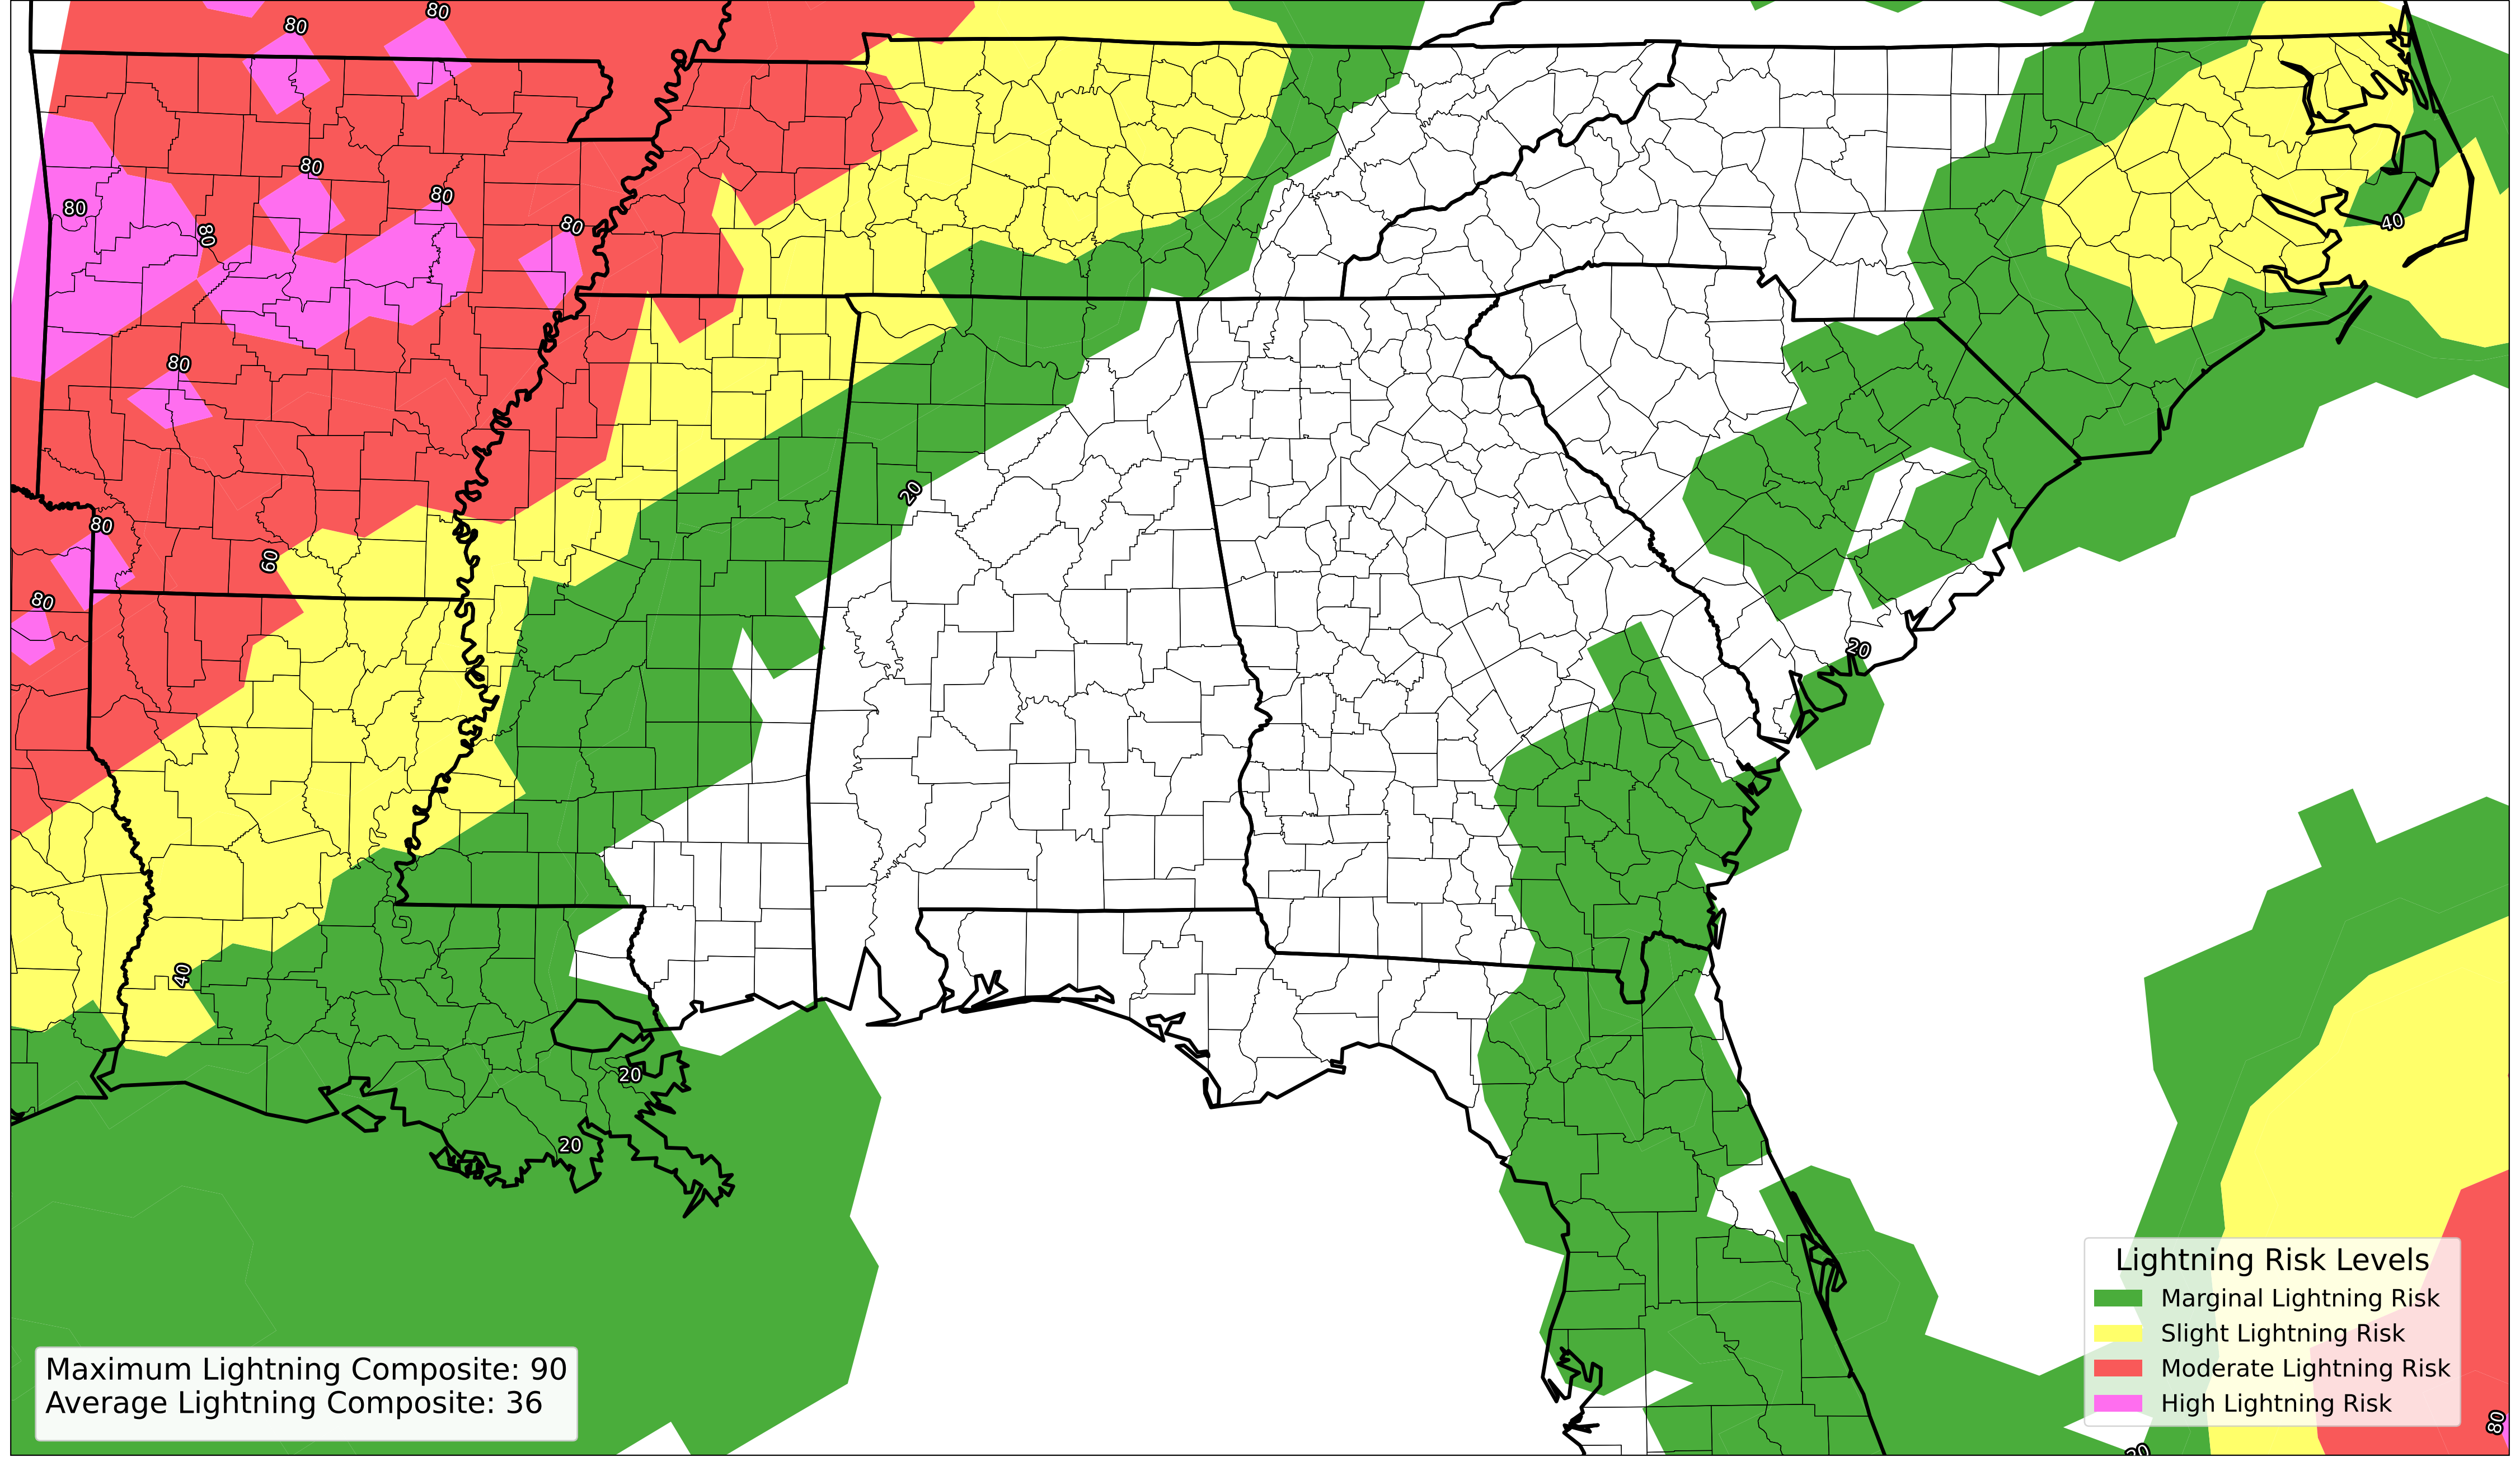 80
80
80
80
80
80
80
40
80
20
80
60
80
20
40
20
20
Lightning Risk Levels
Marginal Lightning Risk
Slight Lightning Risk
Moderate Lightning Risk
High Lightning Risk
Maximum Lightning Composite: 90
Average Lightning Composite: 36
80
20